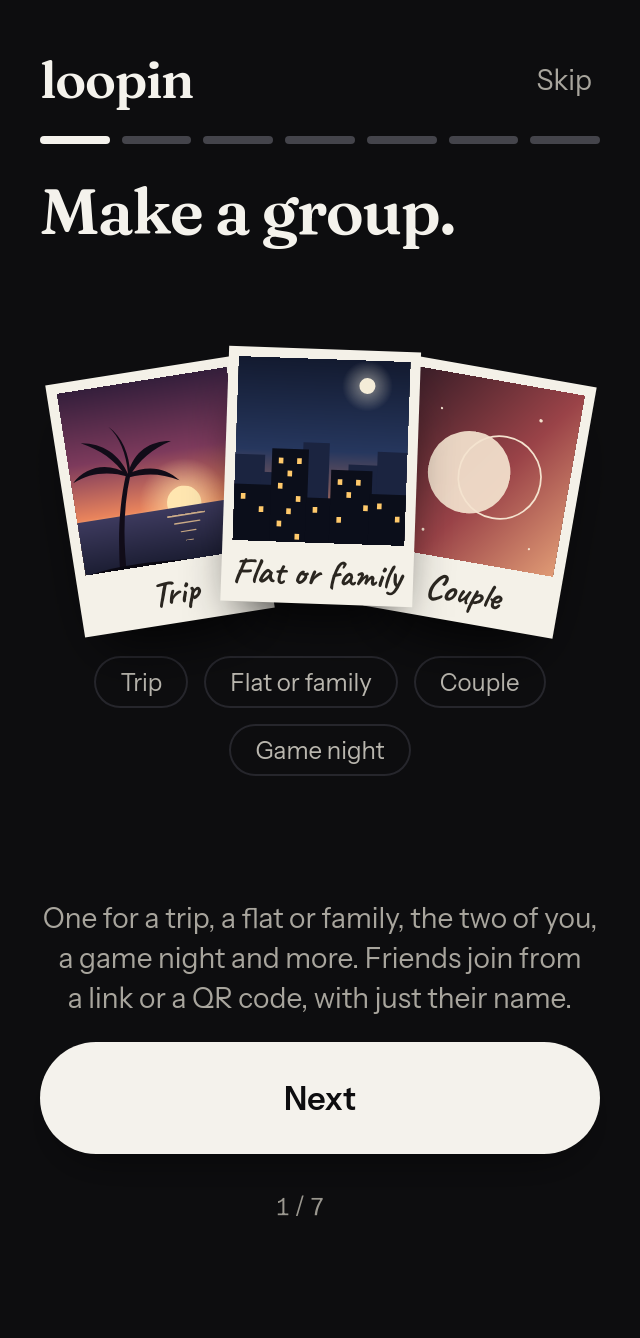 loopin
Skip
Make a group.
Trip
Flat or family
Couple
Trip
Flat or family
Couple
Game night
One for a trip, a flat or family, the two of you,
a game night and more. Friends join from
a link or a QR code, with just their name.
Next
1 / 7